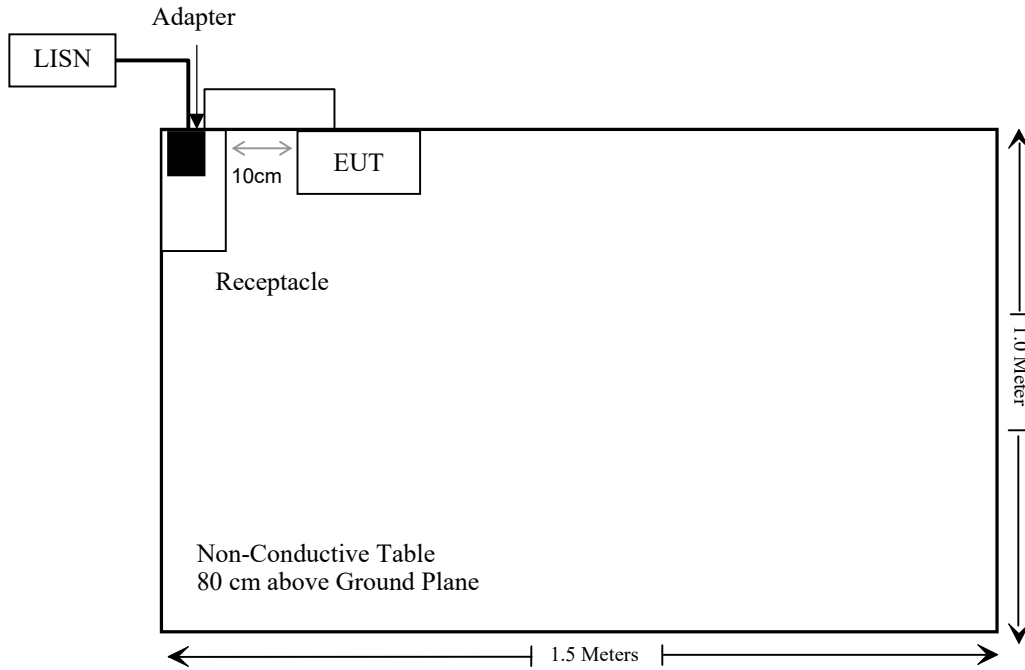 Adapter
LISN
EUT
10cm
Receptacle
1.0 Meter
Non-Conductive Table
80 cm above Ground Plane
1.5 Meters